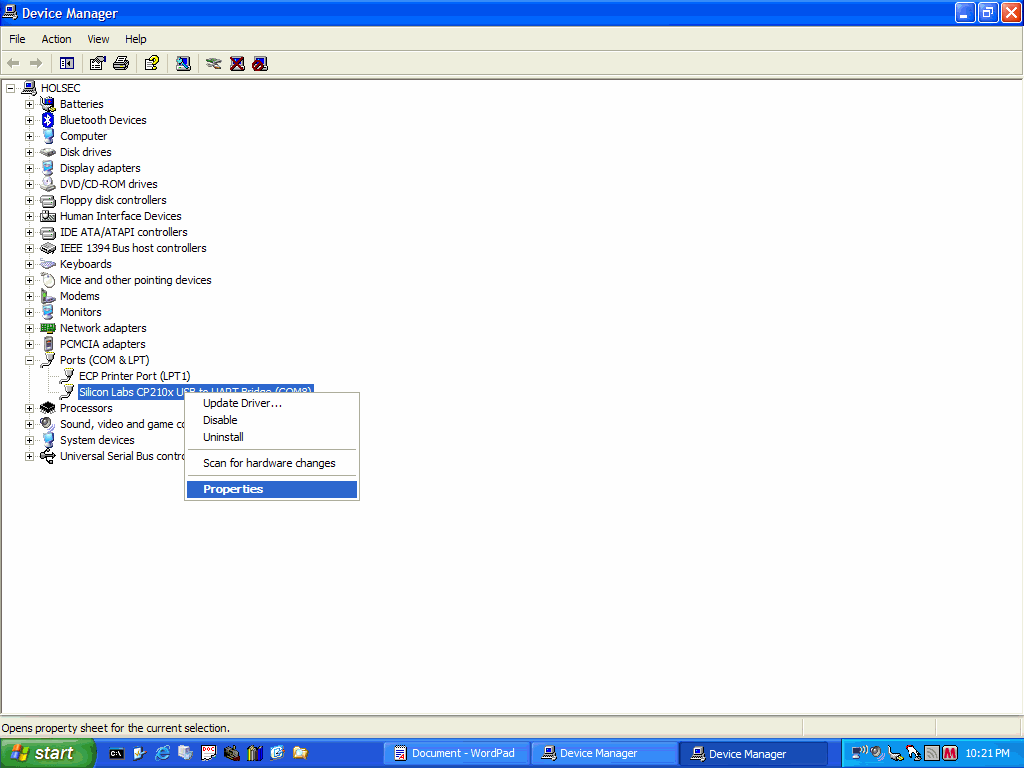 Device Manager
File Action View Help
HOLSEC
Batteries
Bluetooth Devices
Computer
Disk drives
Display adapters
DVD/CD-ROM drives
Floppy disk controllers
Human Interface Devices
IDE ATA/ATAPI controllers
IEEE 1394 Bus host controllers
Keyboards
Mice and other pointing devices
Modems
Monitors
Network adapters
PCMCIA adapters
Ports (COM & LPT)
ECP Printer Port (LPT1)
Silicon Labs CP210x USB to UART Bridge (COM8)
Update Driver...
Disable
Uninstall
Scan for hardware changes
Properties
Processors
Sound, video and game co
System devices
Universal Serial Bus contro
Opens property sheet for the current selection.
start Document - WordPad Device Manager Device Manager 10:21 PM